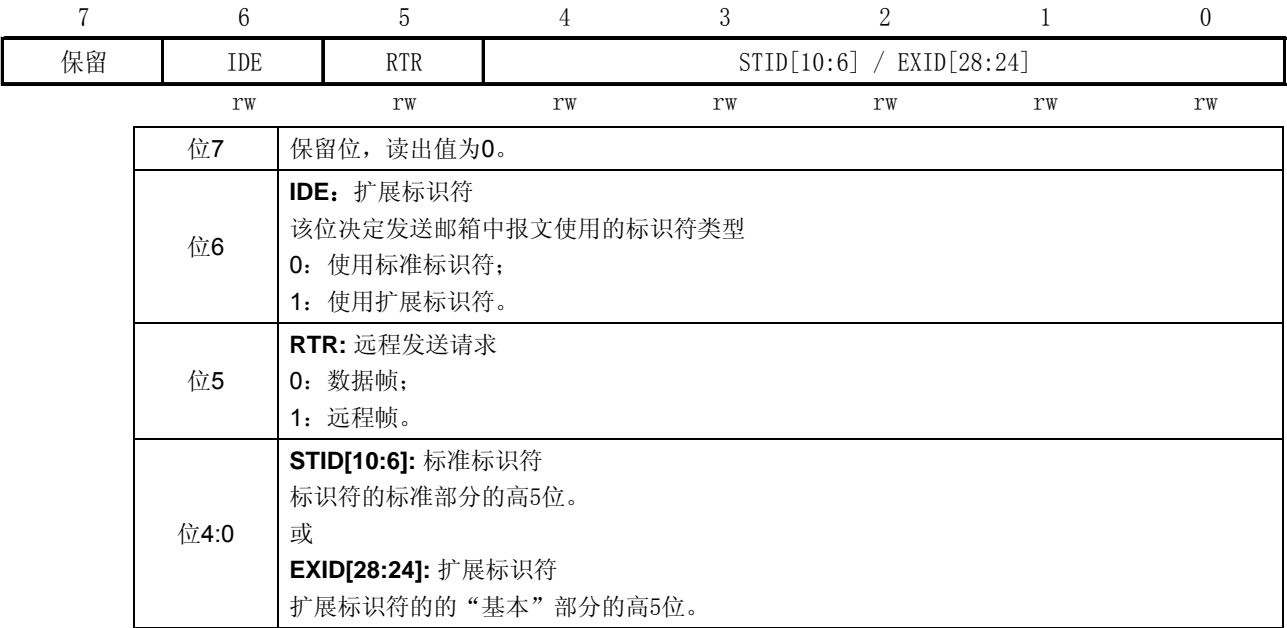 7 6 5 4 3 2 1 0
保留 IDE RTR STID[10:6] / EXID[28:24]
rw rw rw rw rw rw rw
位7 保留位，读出值为0。
位6
IDE：扩展标识符
该位决定发送邮箱中报文使用的标识符类型
0：使用标准标识符；
1：使用扩展标识符。
位5
RTR: 远程发送请求
0：数据帧；
1：远程帧。
位4:0
STID[10:6]: 标准标识符
标识符的标准部分的高5位。
或
EXID[28:24]: 扩展标识符
扩展标识符的的“基本”部分的高5位。